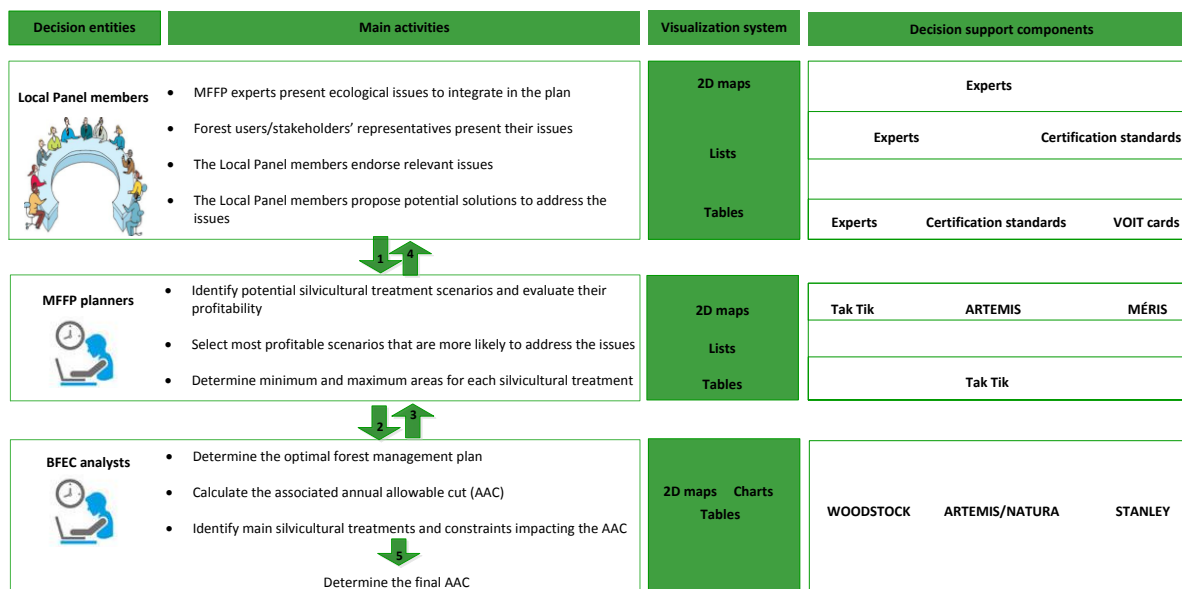 Decision entities
Main activities
Visualization system
Decision support components
Local Panel members
• MFFP experts present ecological issues to integrate in the plan
• Forest users/stakeholders’ representatives present their issues
• The Local Panel members endorse relevant issues
• The Local Panel members propose potential solutions to address the
issues
2D maps
Lists
Tables
Experts
Experts Certification standards
Experts Certification standards VOIT cards
1 4
MFFP planners
• Identify potential silvicultural treatment scenarios and evaluate their
profitability
• Select most profitable scenarios that are more likely to address the issues
• Determine minimum and maximum areas for each silvicultural treatment
2D maps
Lists
Tables
Tak Tik ARTEMIS MÉRIS
Tak Tik
2 3
BFEC analysts
• Determine the optimal forest management plan
• Calculate the associated annual allowable cut (AAC)
• Identify main silvicultural treatments and constraints impacting the AAC
5
Determine the final AAC
2D maps Charts
Tables
WOODSTOCK ARTEMIS/NATURA STANLEY